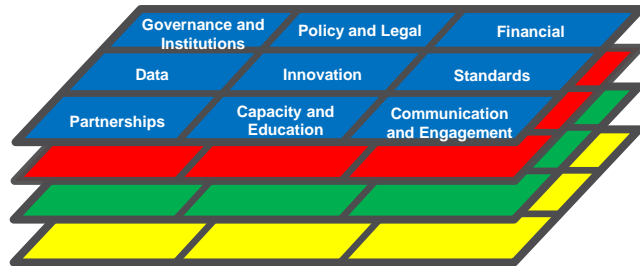 Governance and
Institutions
Policy and Legal
Financial
Data
Innovation
Standards
Partnerships
Capacity and
Education
Communication
and Engagement